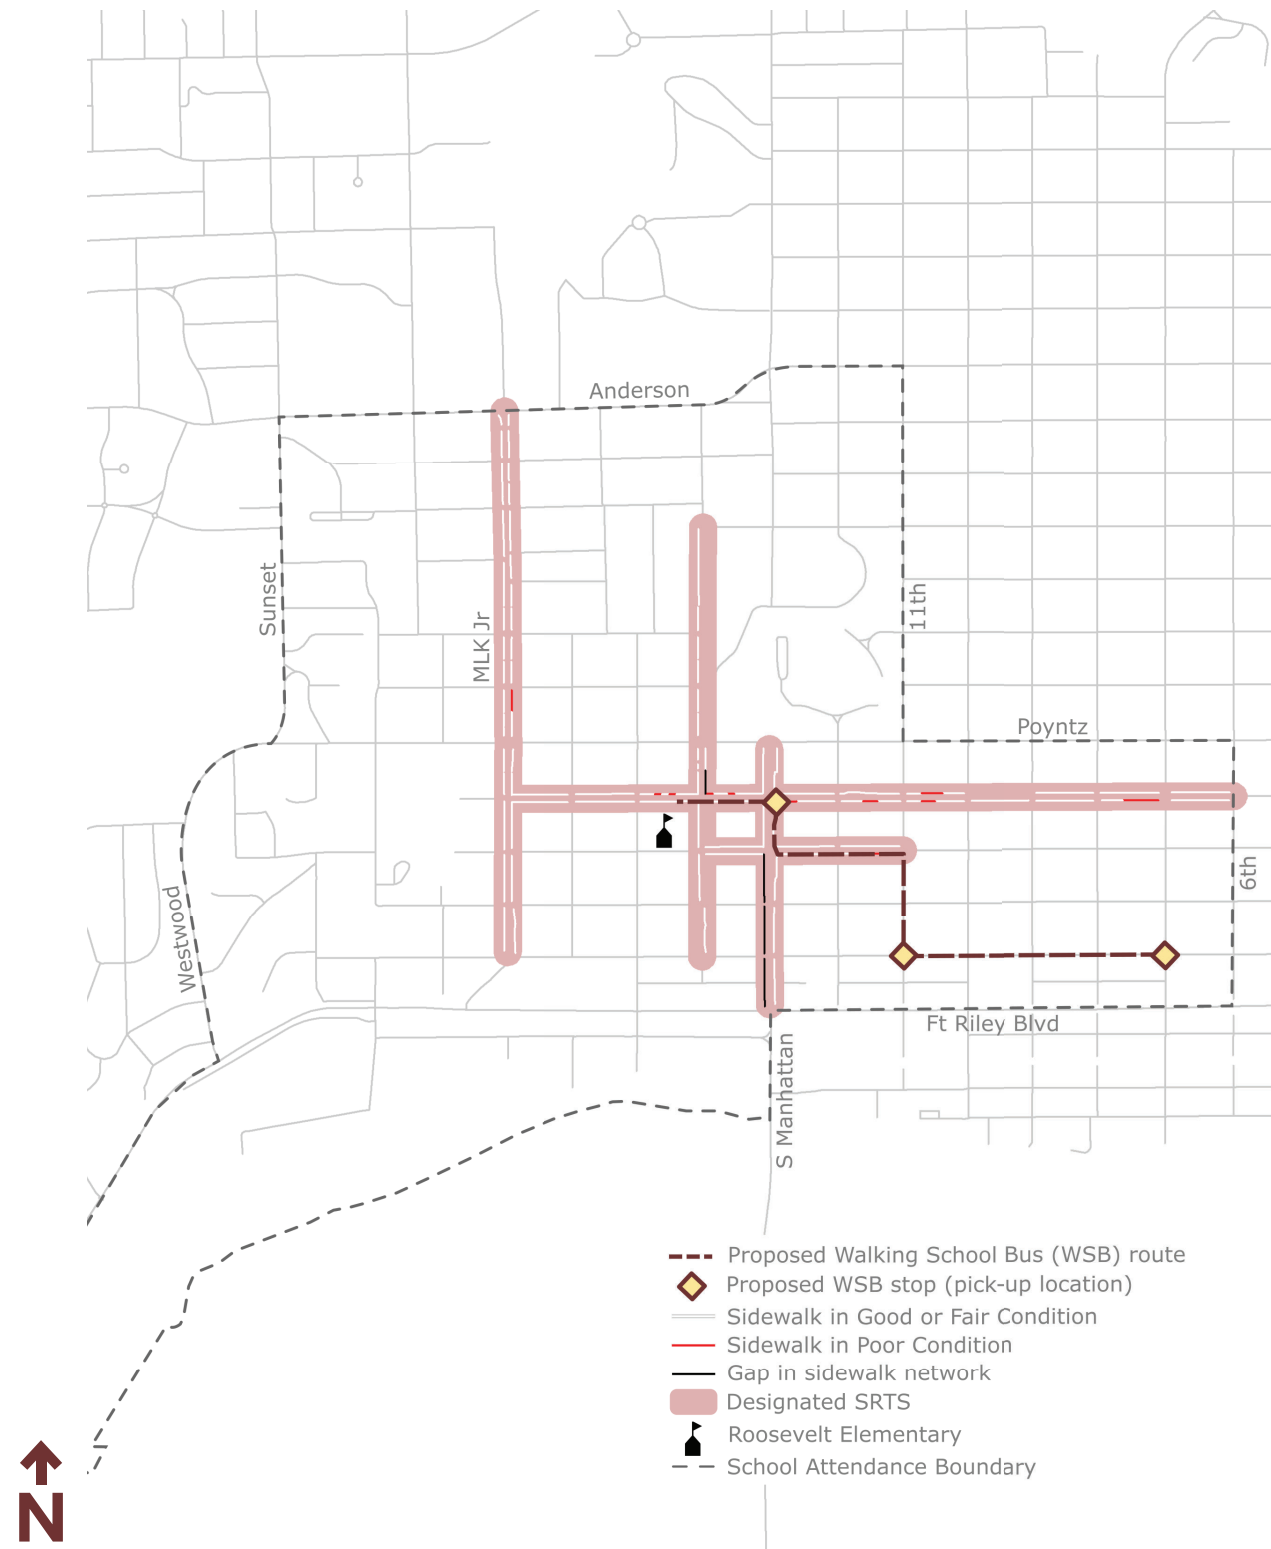 Anderson
Sunset
11th
MLK Jr
Poyntz
6th
Westwood
Ft Riley Blvd
S Manhattan
Proposed Walking School Bus (WSB) route
Proposed WSB stop (pick-up location)
Sidewalk in Good or Fair Condition
Sidewalk in Poor Condition
Gap in sidewalk network
Designated SRTS
Roosevelt Elementary
School Attendance Boundary
N